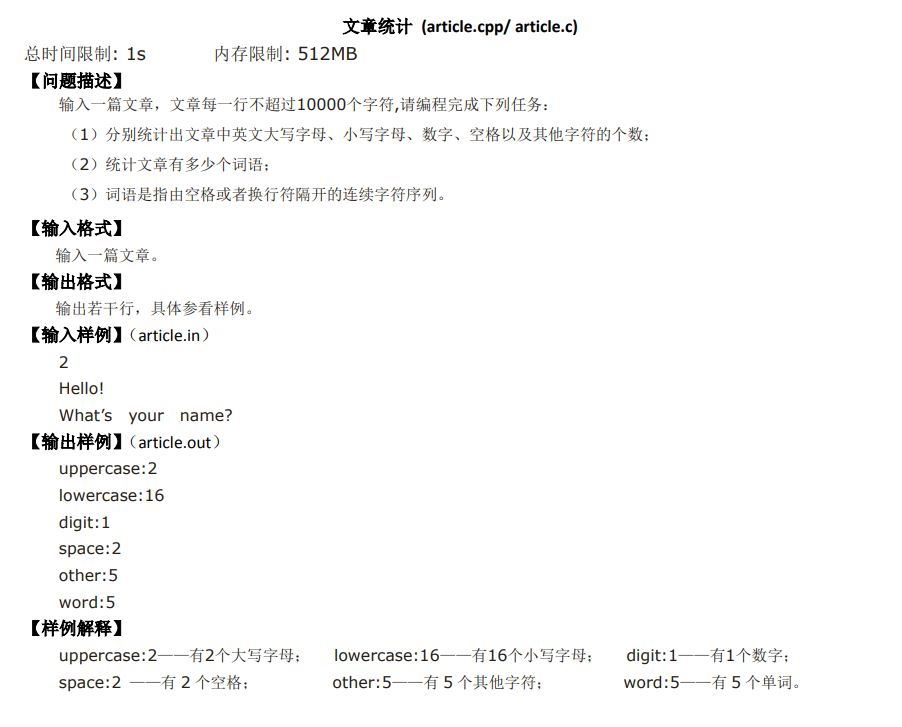 文章统计 (article.cpp/ article.c)
总时间限制: 1s 内存限制: 512MB
【问题描述】
输入一篇文章，文章每一行不超过10000个字符,请编程完成下列任务：
（1）分别统计出文章中英文大写字母、小写字母、数字、空格以及其他字符的个数；
（2）统计文章有多少个词语；
（3）词语是指由空格或者换行符隔开的连续字符序列。
【输入格式】
输入一篇文章。
【输出格式】
输出若干行，具体参看样例。
【输入样例】（article.in）
2
Hello!
What’s your name?
【输出样例】（article.out）
uppercase:2
lowercase:16
digit:1
space:2
other:5
word:5
【样例解释】
uppercase:2——有2个大写字母； lowercase:16——有16个小写字母； digit:1——有1个数字；
space:2 ——有 2 个空格； other:5——有 5 个其他字符； word:5——有 5 个单词。